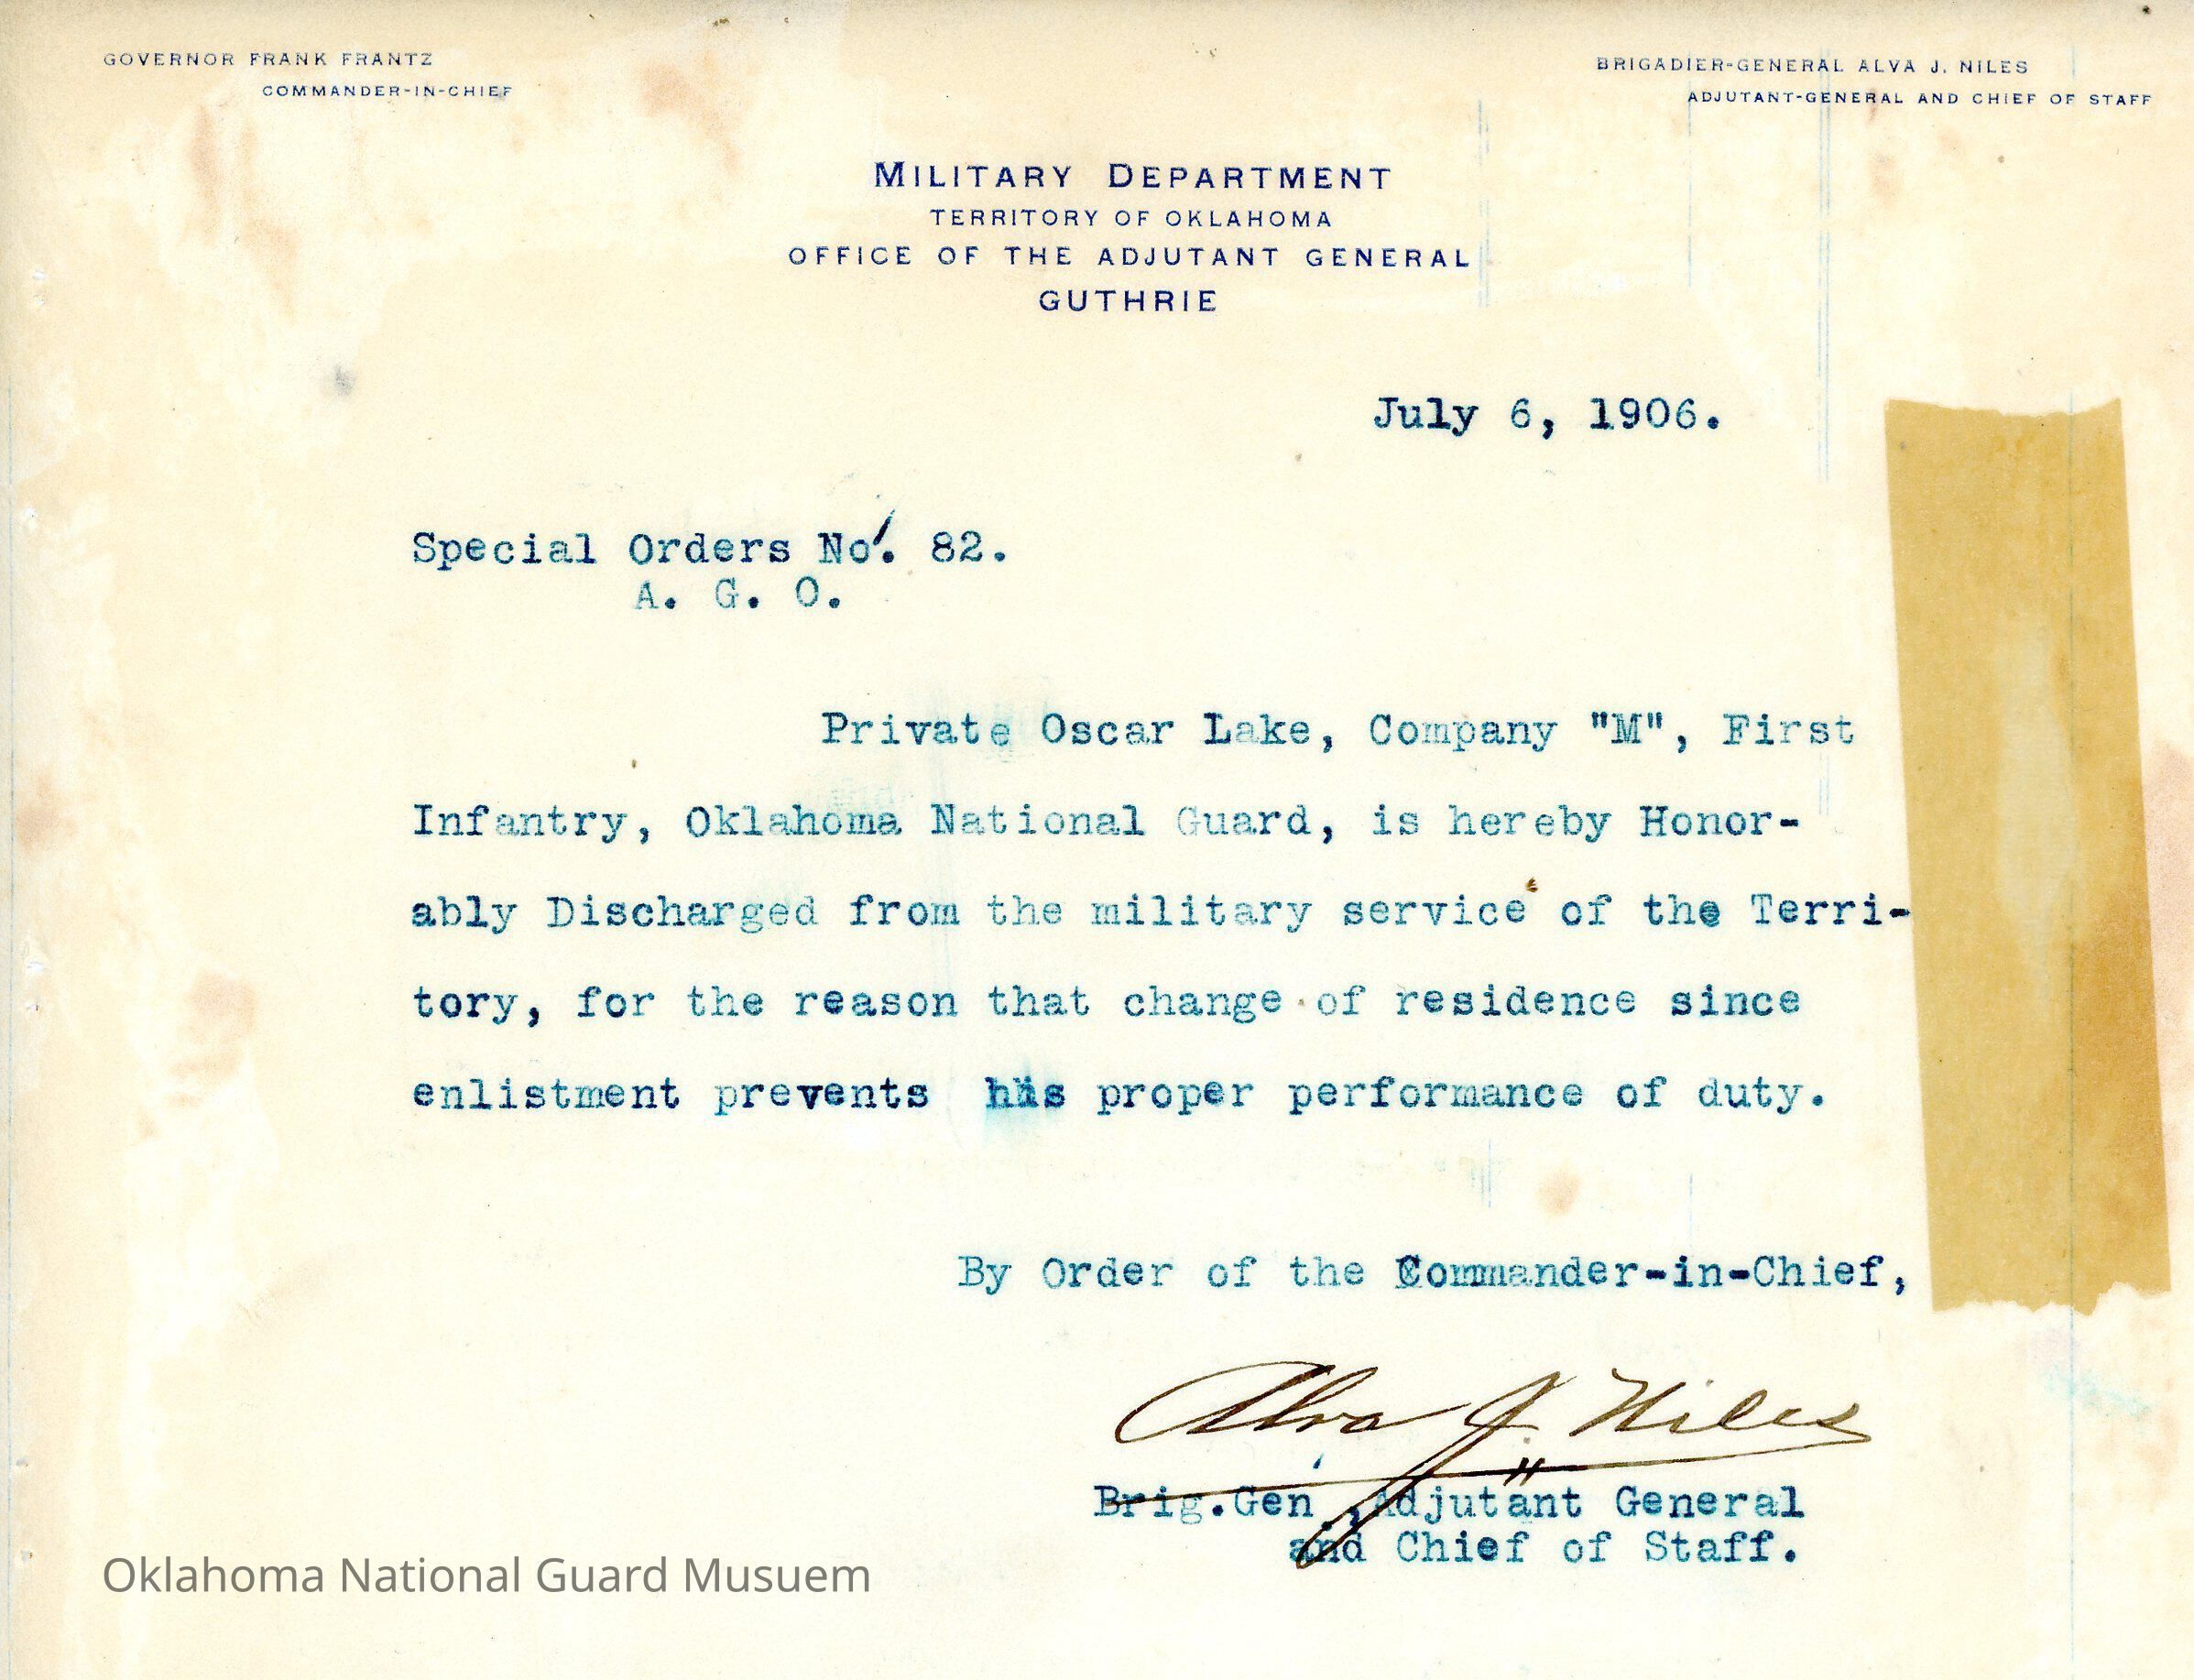 GOVERNOR FRANK FRANTZ
COMMANDER-IN-CHIEF
BRIGADIER-GENERAL ALVA J. NILES
ADJUTANT-GENERAL AND CHIEF OF STAFF
MILITARY DEPARTMENT
TERRITORY OF OKLAHOMA
OFFICE OF THE ADJUTANT GENERAL
GUTHRIE
July 6, 1906.
Special Orders No. 82.
A. G. O.
Private Oscar Lake, Company "M", First
Infantry, Oklahoma National Guard, is hereby Honor-
ably Discharged from the military service of the Terri-
tory, for the reason that change of residence since
enlistment prevents his proper performance of duty.
By Order of the Commander-in-Chief,
Alva J. Niles
Brig.Gen., Adjutant General
and Chief of Staff.
Oklahoma National Guard Musuem